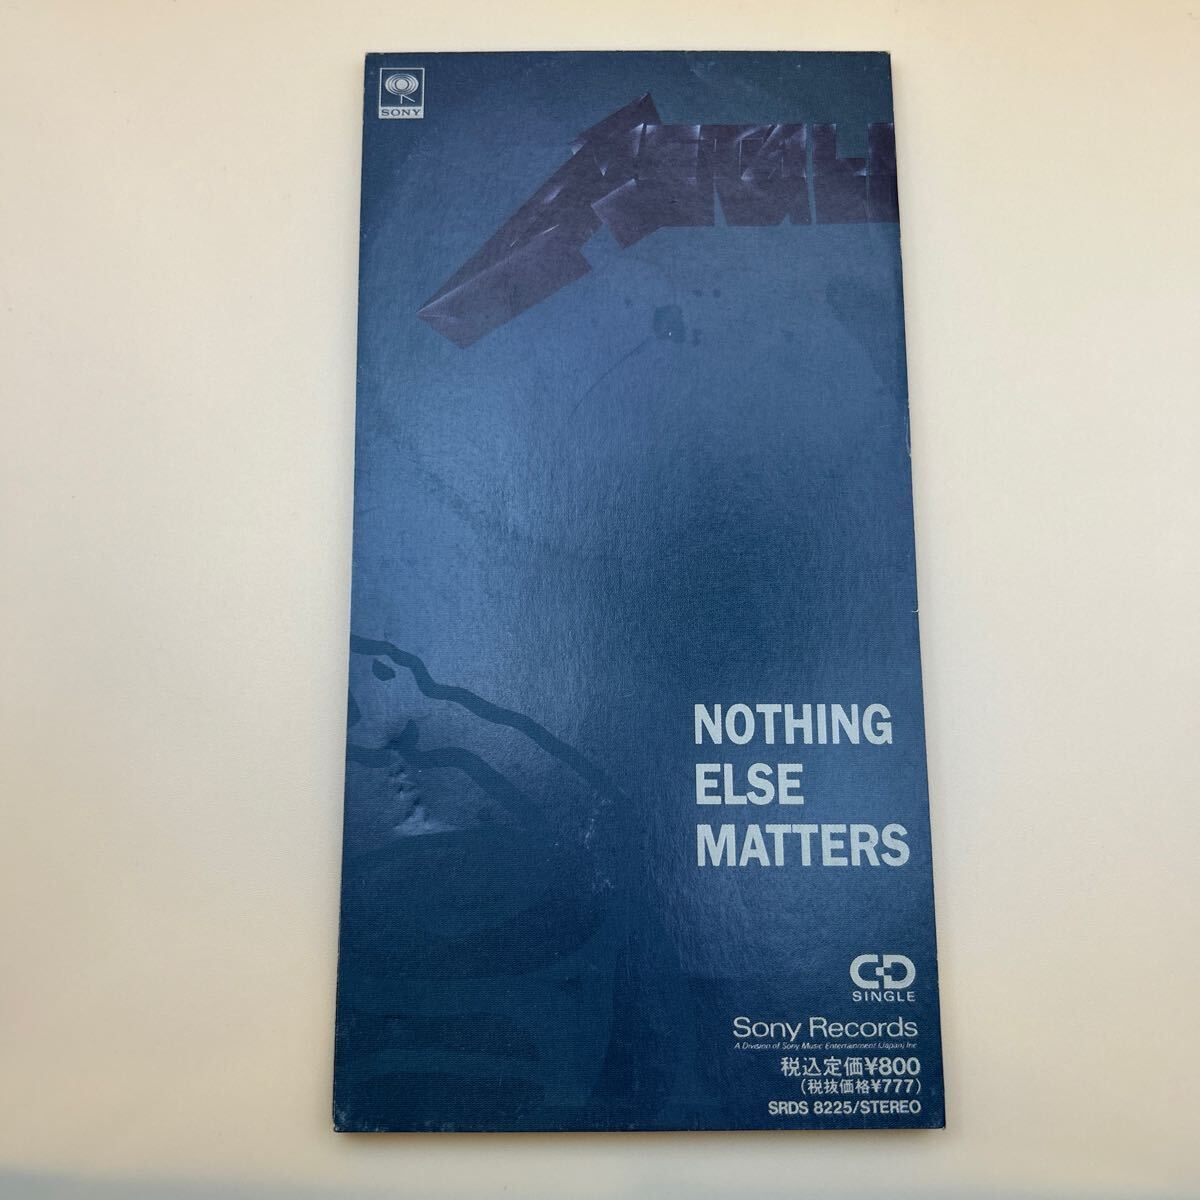 SONY
METALLI
NOTHING
ELSE
MATTERS
CD
SINGLE
Sony Records
A Division of Sony Music Entertainment (Japan) Inc.
税込定価¥800
(税抜価格¥777)
SRDS 8225/STEREO